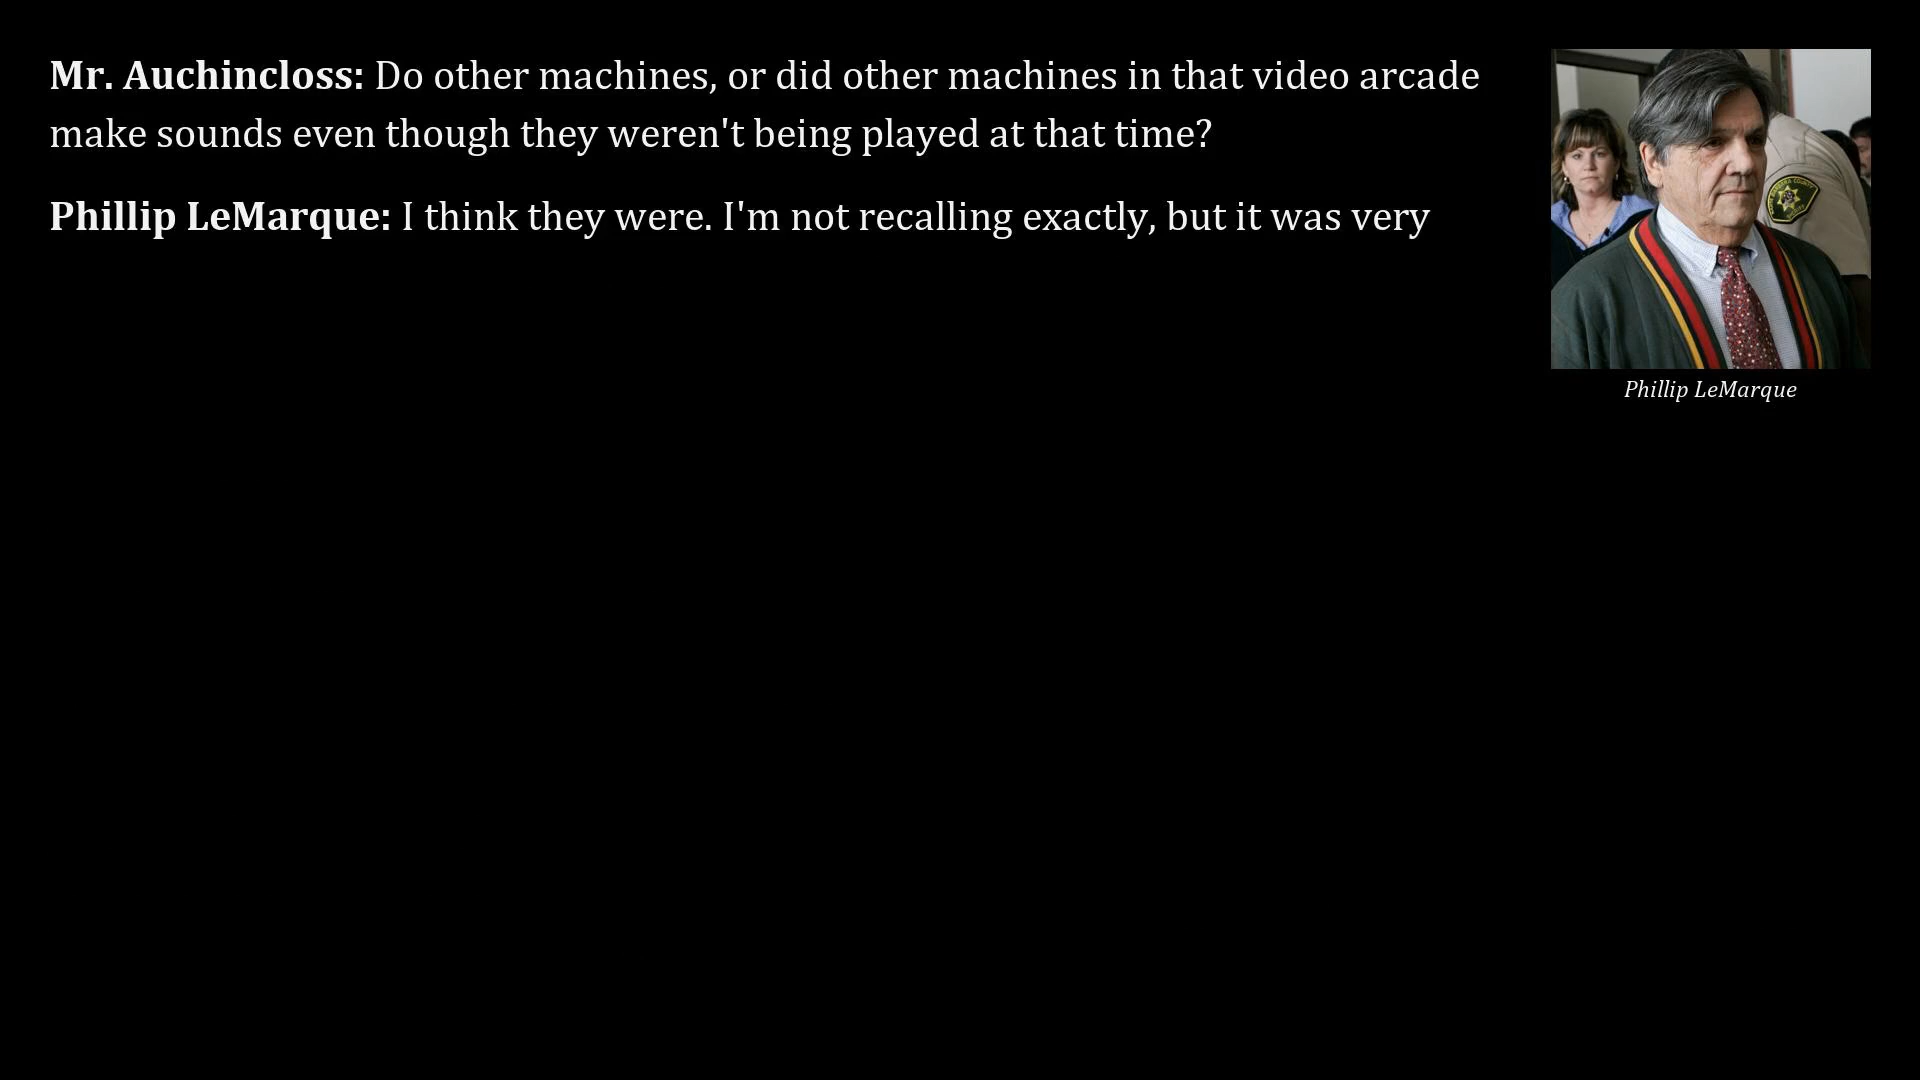 Mr. Auchincloss: Do other machines, or did other machines in that video arcade
make sounds even though they weren't being played at that time?
Phillip LeMarque: I think they were. I'm not recalling exactly, but it was very
Phillip LeMarque